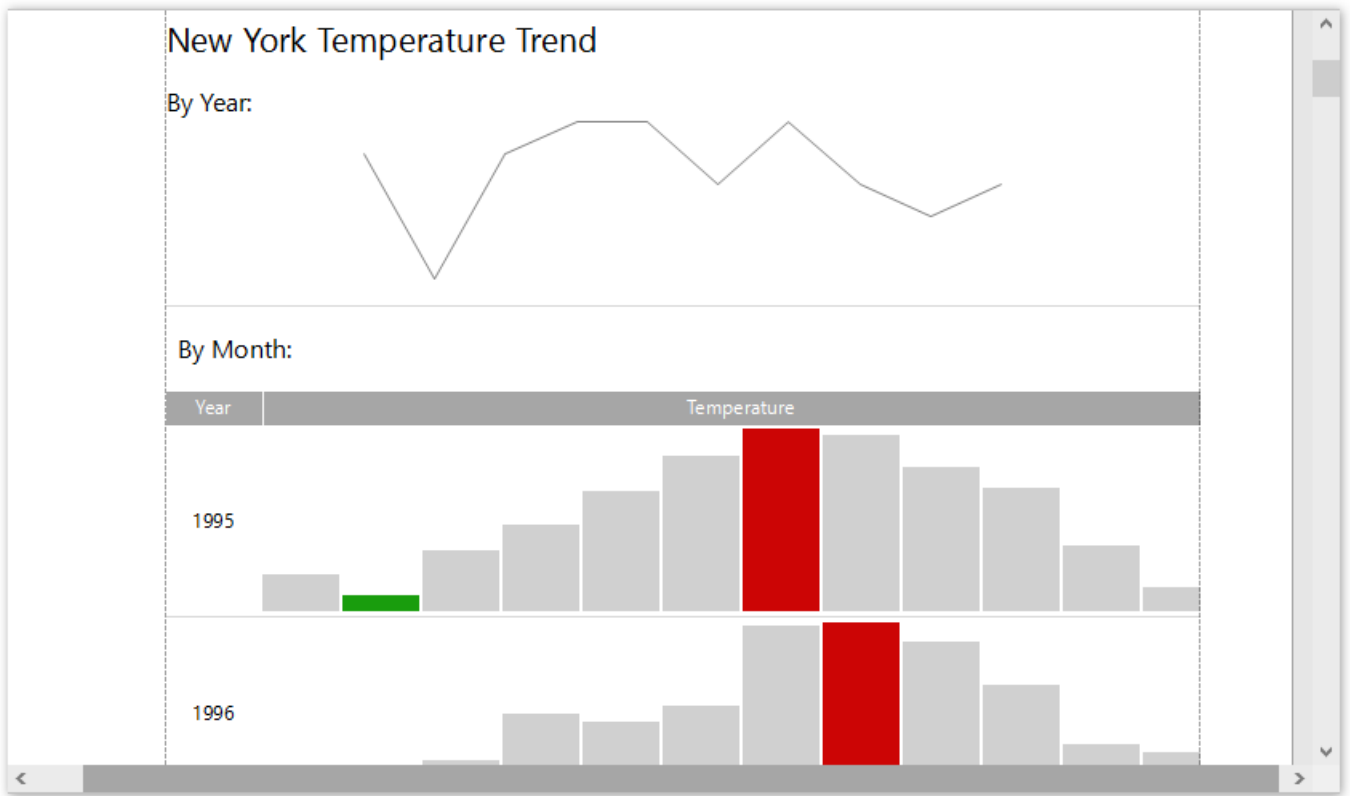 New York Temperature Trend
By Year:
By Month:
Year Temperature
1995
1996